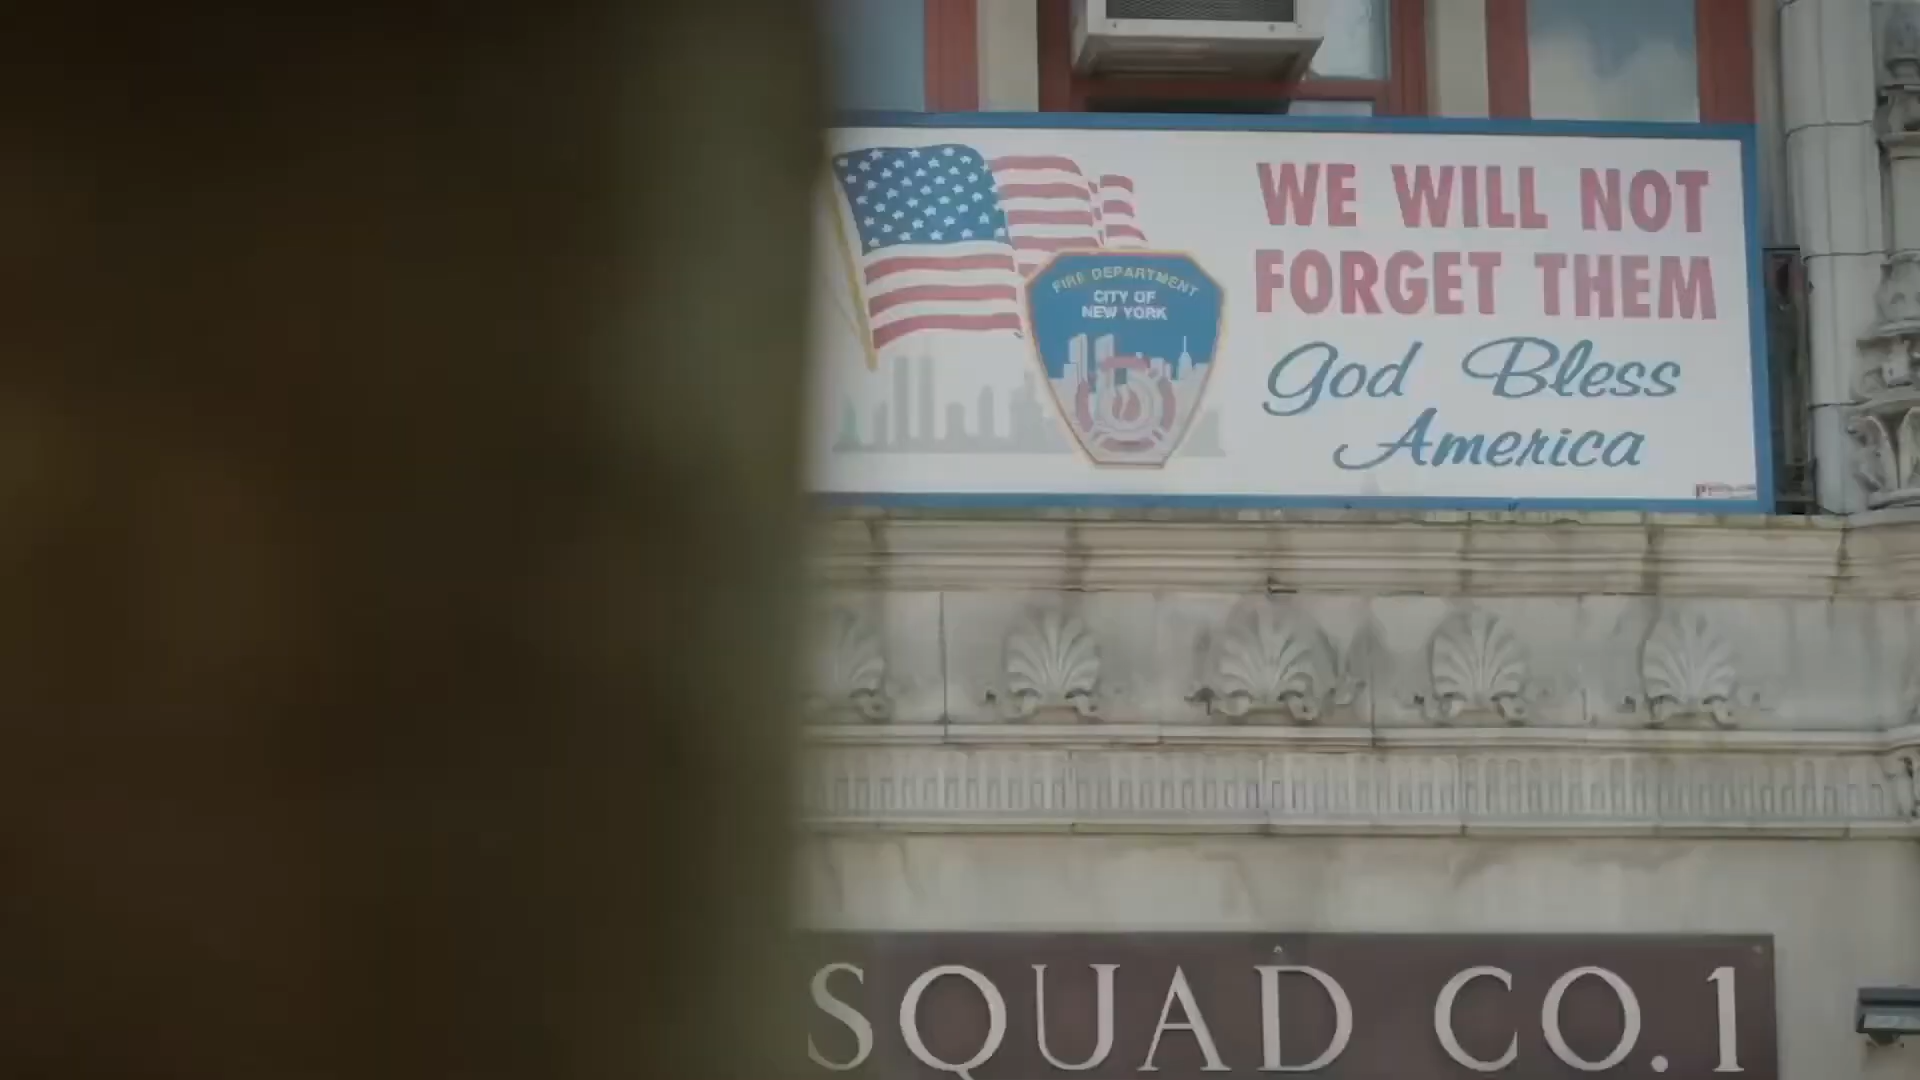 WE WILL NOT
FORGET THEM
God Bless
America
FIRE DEPARTMENT
CITY OF
NEW YORK
SQUAD CO. 1